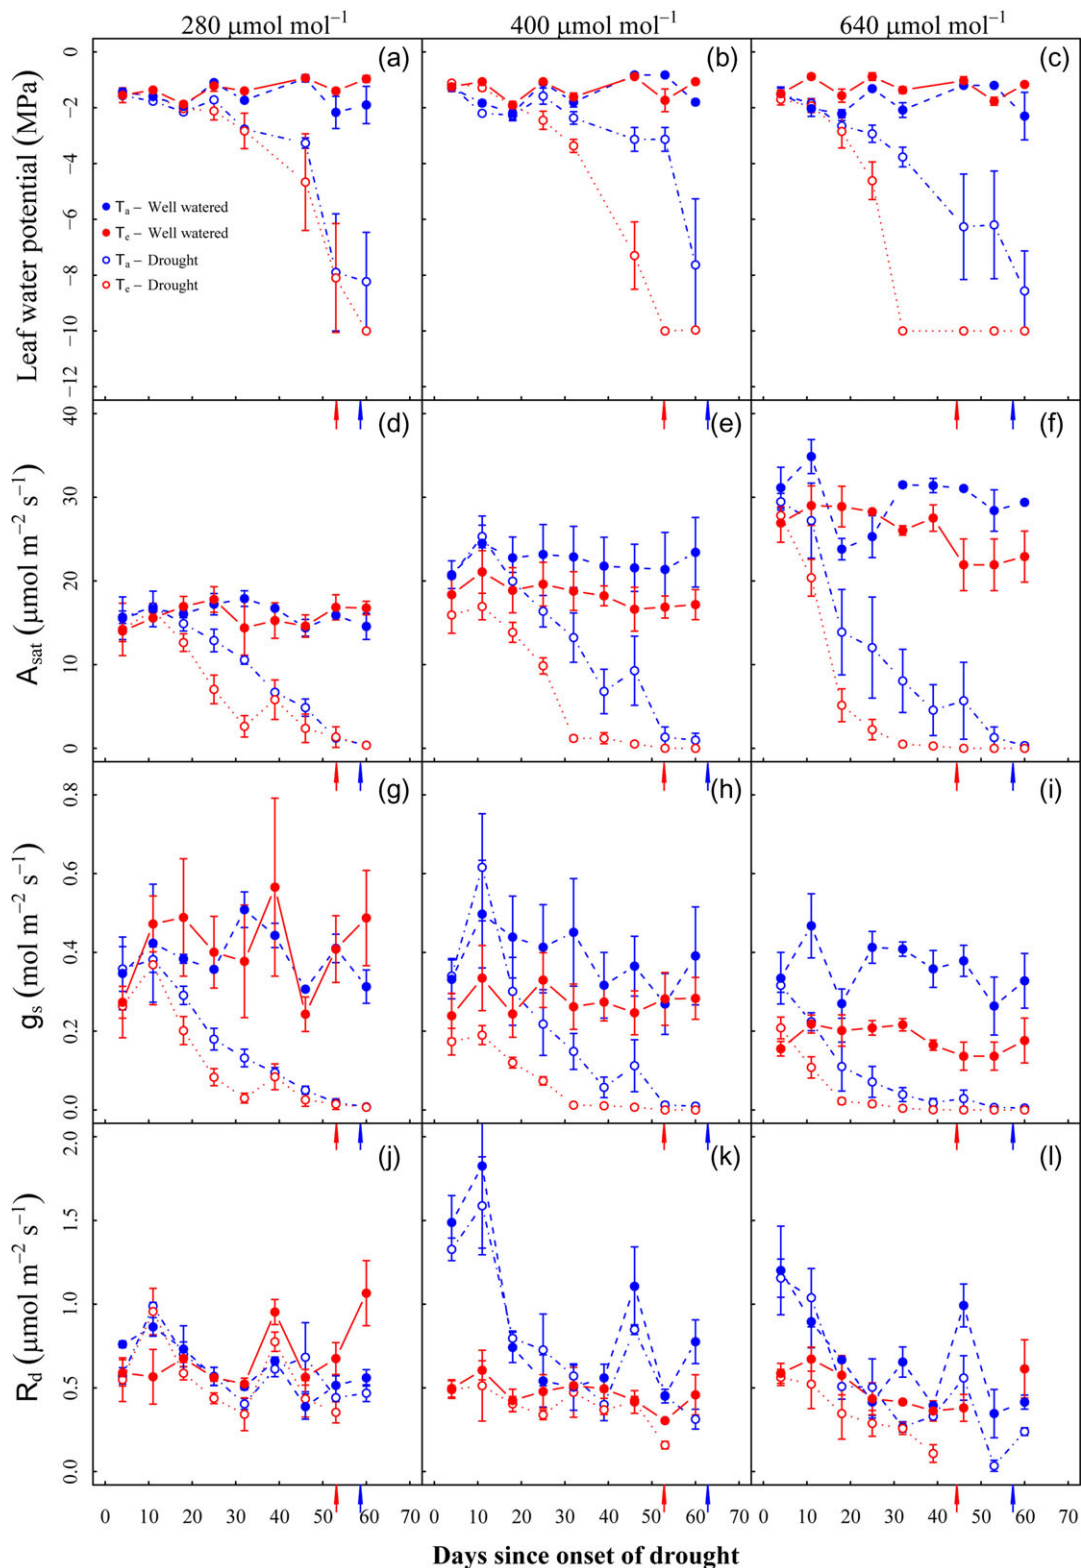 280 μmol mol⁻¹ 400 μmol mol⁻¹ 640 μmol mol⁻¹
Leaf water potential (MPa)
0
−2
−4
−6
−8
−10
−12
(a) (b) (c)
Tₐ – Well watered
Tₑ – Well watered
Tₐ – Drought
Tₑ – Drought
A_sat (μmol m⁻² s⁻¹)
40
30
20
10
0
(d) (e) (f)
g_s (mol m⁻² s⁻¹)
0.8
0.6
0.4
0.2
0.0
(g) (h) (i)
R_d (μmol m⁻² s⁻¹)
2.0
1.5
1.0
0.5
0.0
(j) (k) (l)
0 10 20 30 40 50 60 70 0 10 20 30 40 50 60 70 0 10 20 30 40 50 60 70
Days since onset of drought